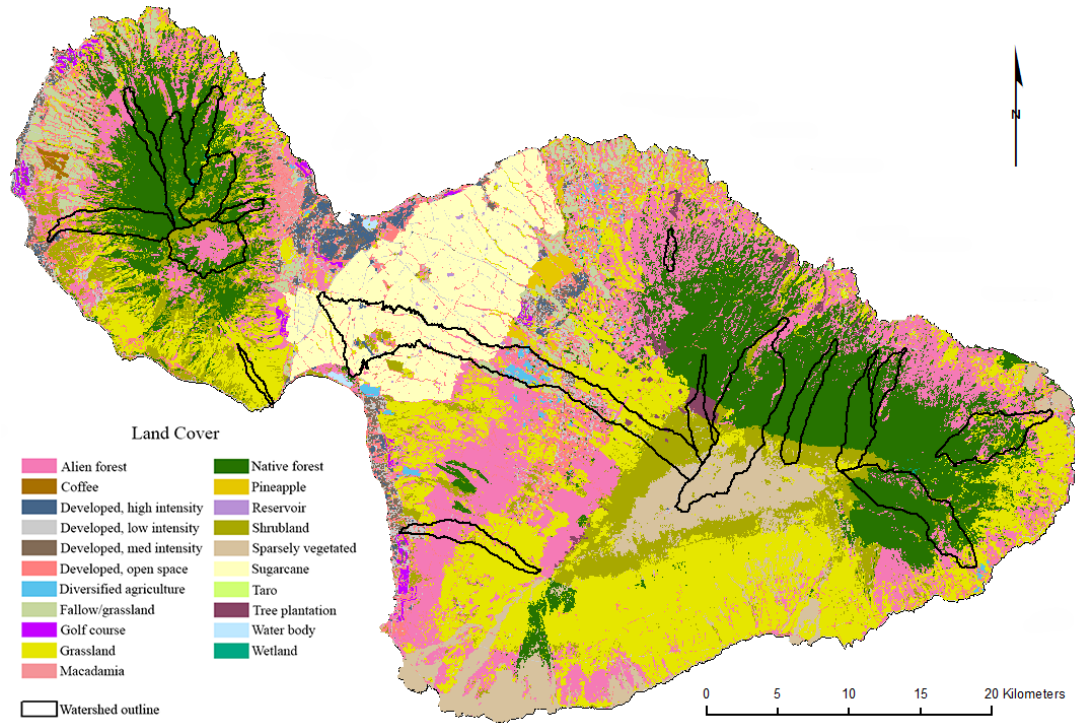 N
Land Cover
Alien forest
Coffee
Developed, high intensity
Developed, low intensity
Developed, med intensity
Developed, open space
Diversified agriculture
Fallow/grassland
Golf course
Grassland
Macadamia
Native forest
Pineapple
Reservoir
Shrubland
Sparsely vegetated
Sugarcane
Taro
Tree plantation
Water body
Wetland
Watershed outline
0 5 10 15 20 Kilometers